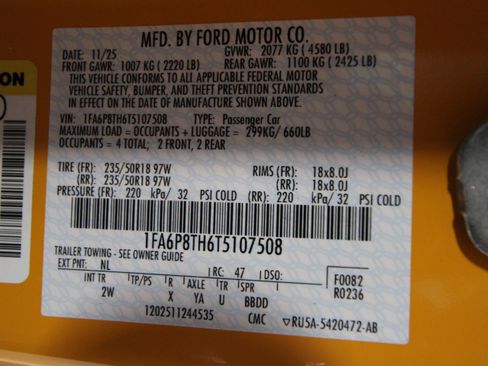 MFD. BY FORD MOTOR CO.
DATE: 11/25 GVWR: 2077 KG ( 4580 LB)
FRONT GAWR: 1007 KG ( 2220 LB) REAR GAWR: 1100 KG ( 2425 LB)
THIS VEHICLE CONFORMS TO ALL APPLICABLE FEDERAL MOTOR
VEHICLE SAFETY, BUMPER, AND THEFT PREVENTION STANDARDS
IN EFFECT ON THE DATE OF MANUFACTURE SHOWN ABOVE.
VIN: 1FA6P8TH6T5107508 TYPE: Passenger Car
MAXIMUM LOAD = OCCUPANTS + LUGGAGE = 299KG/ 660LB
OCCUPANTS = 4 TOTAL; 2 FRONT, 2 REAR
TIRE (FR): 235/50R18 97W RIMS (FR): 18x8.0J
(RR): 235/50R18 97W (RR): 18x8.0J
PRESSURE (FR): 220 kPa/ 32 PSI COLD (RR): 220 kPa/ 32 PSI COLD
1FA6P8TH6T5107508
TRAILER TOWING - SEE OWNER GUIDE
EXT PNT: NL RC: 47 DSO: F0082
INT TR TP/PS R AXLE TR SPR R0236
2W X YA U BBDD
1202511244535 CMC RU5A-5420472-AB
ON